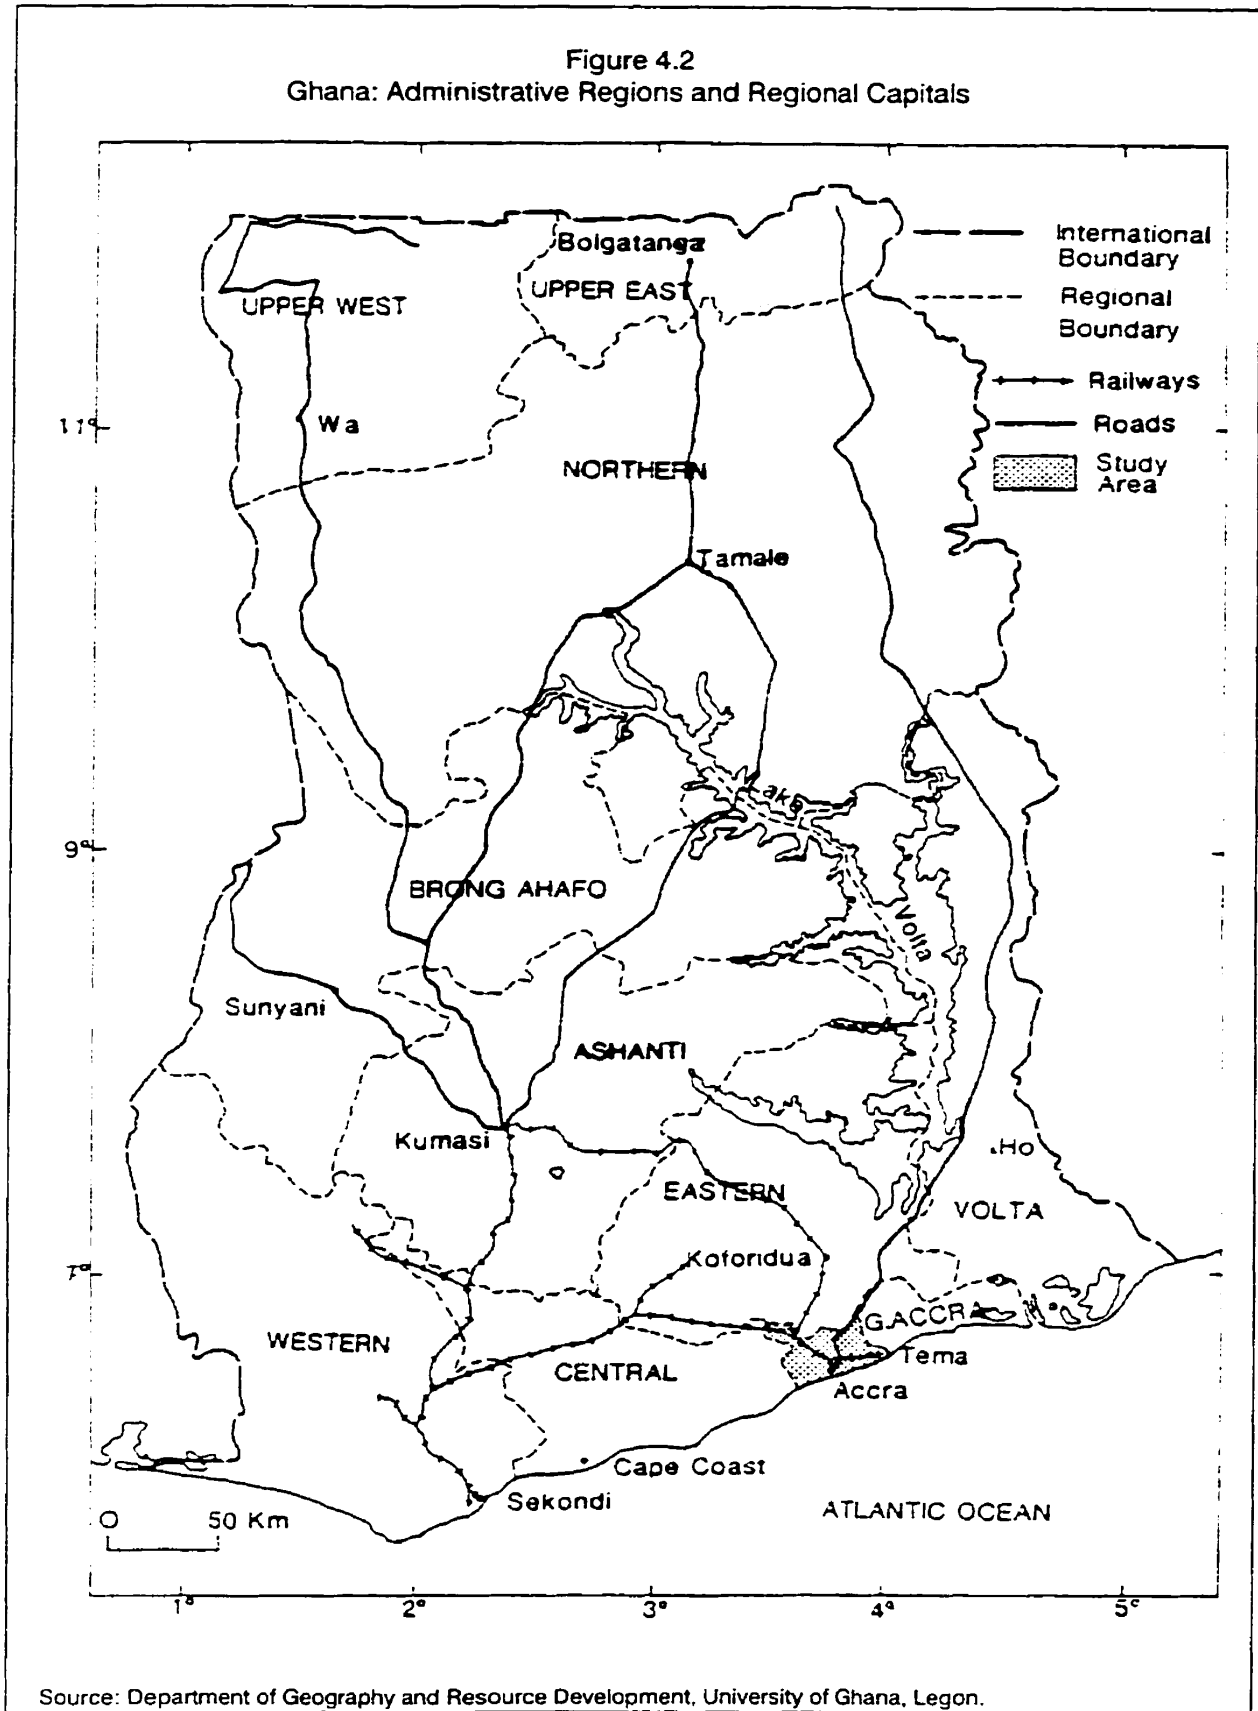 Figure 4.2
Ghana: Administrative Regions and Regional Capitals
Bolgatanga
UPPER EAST
UPPER WEST
International
Boundary
Regional
Boundary
Railways
Roads
Study
Area
11°
Wa
NORTHERN
Tamale
Lake
9°
BRONG AHAFO
Volta
Sunyani
ASHANTI
Kumasi
Ho
EASTERN
VOLTA
Koforidua
7°
G.ACCRA
WESTERN
CENTRAL
Tema
Accra
Cape Coast
Sekondi
ATLANTIC OCEAN
0 50 Km
1° 2° 3° 4° 5°
Source: Department of Geography and Resource Development, University of Ghana, Legon.